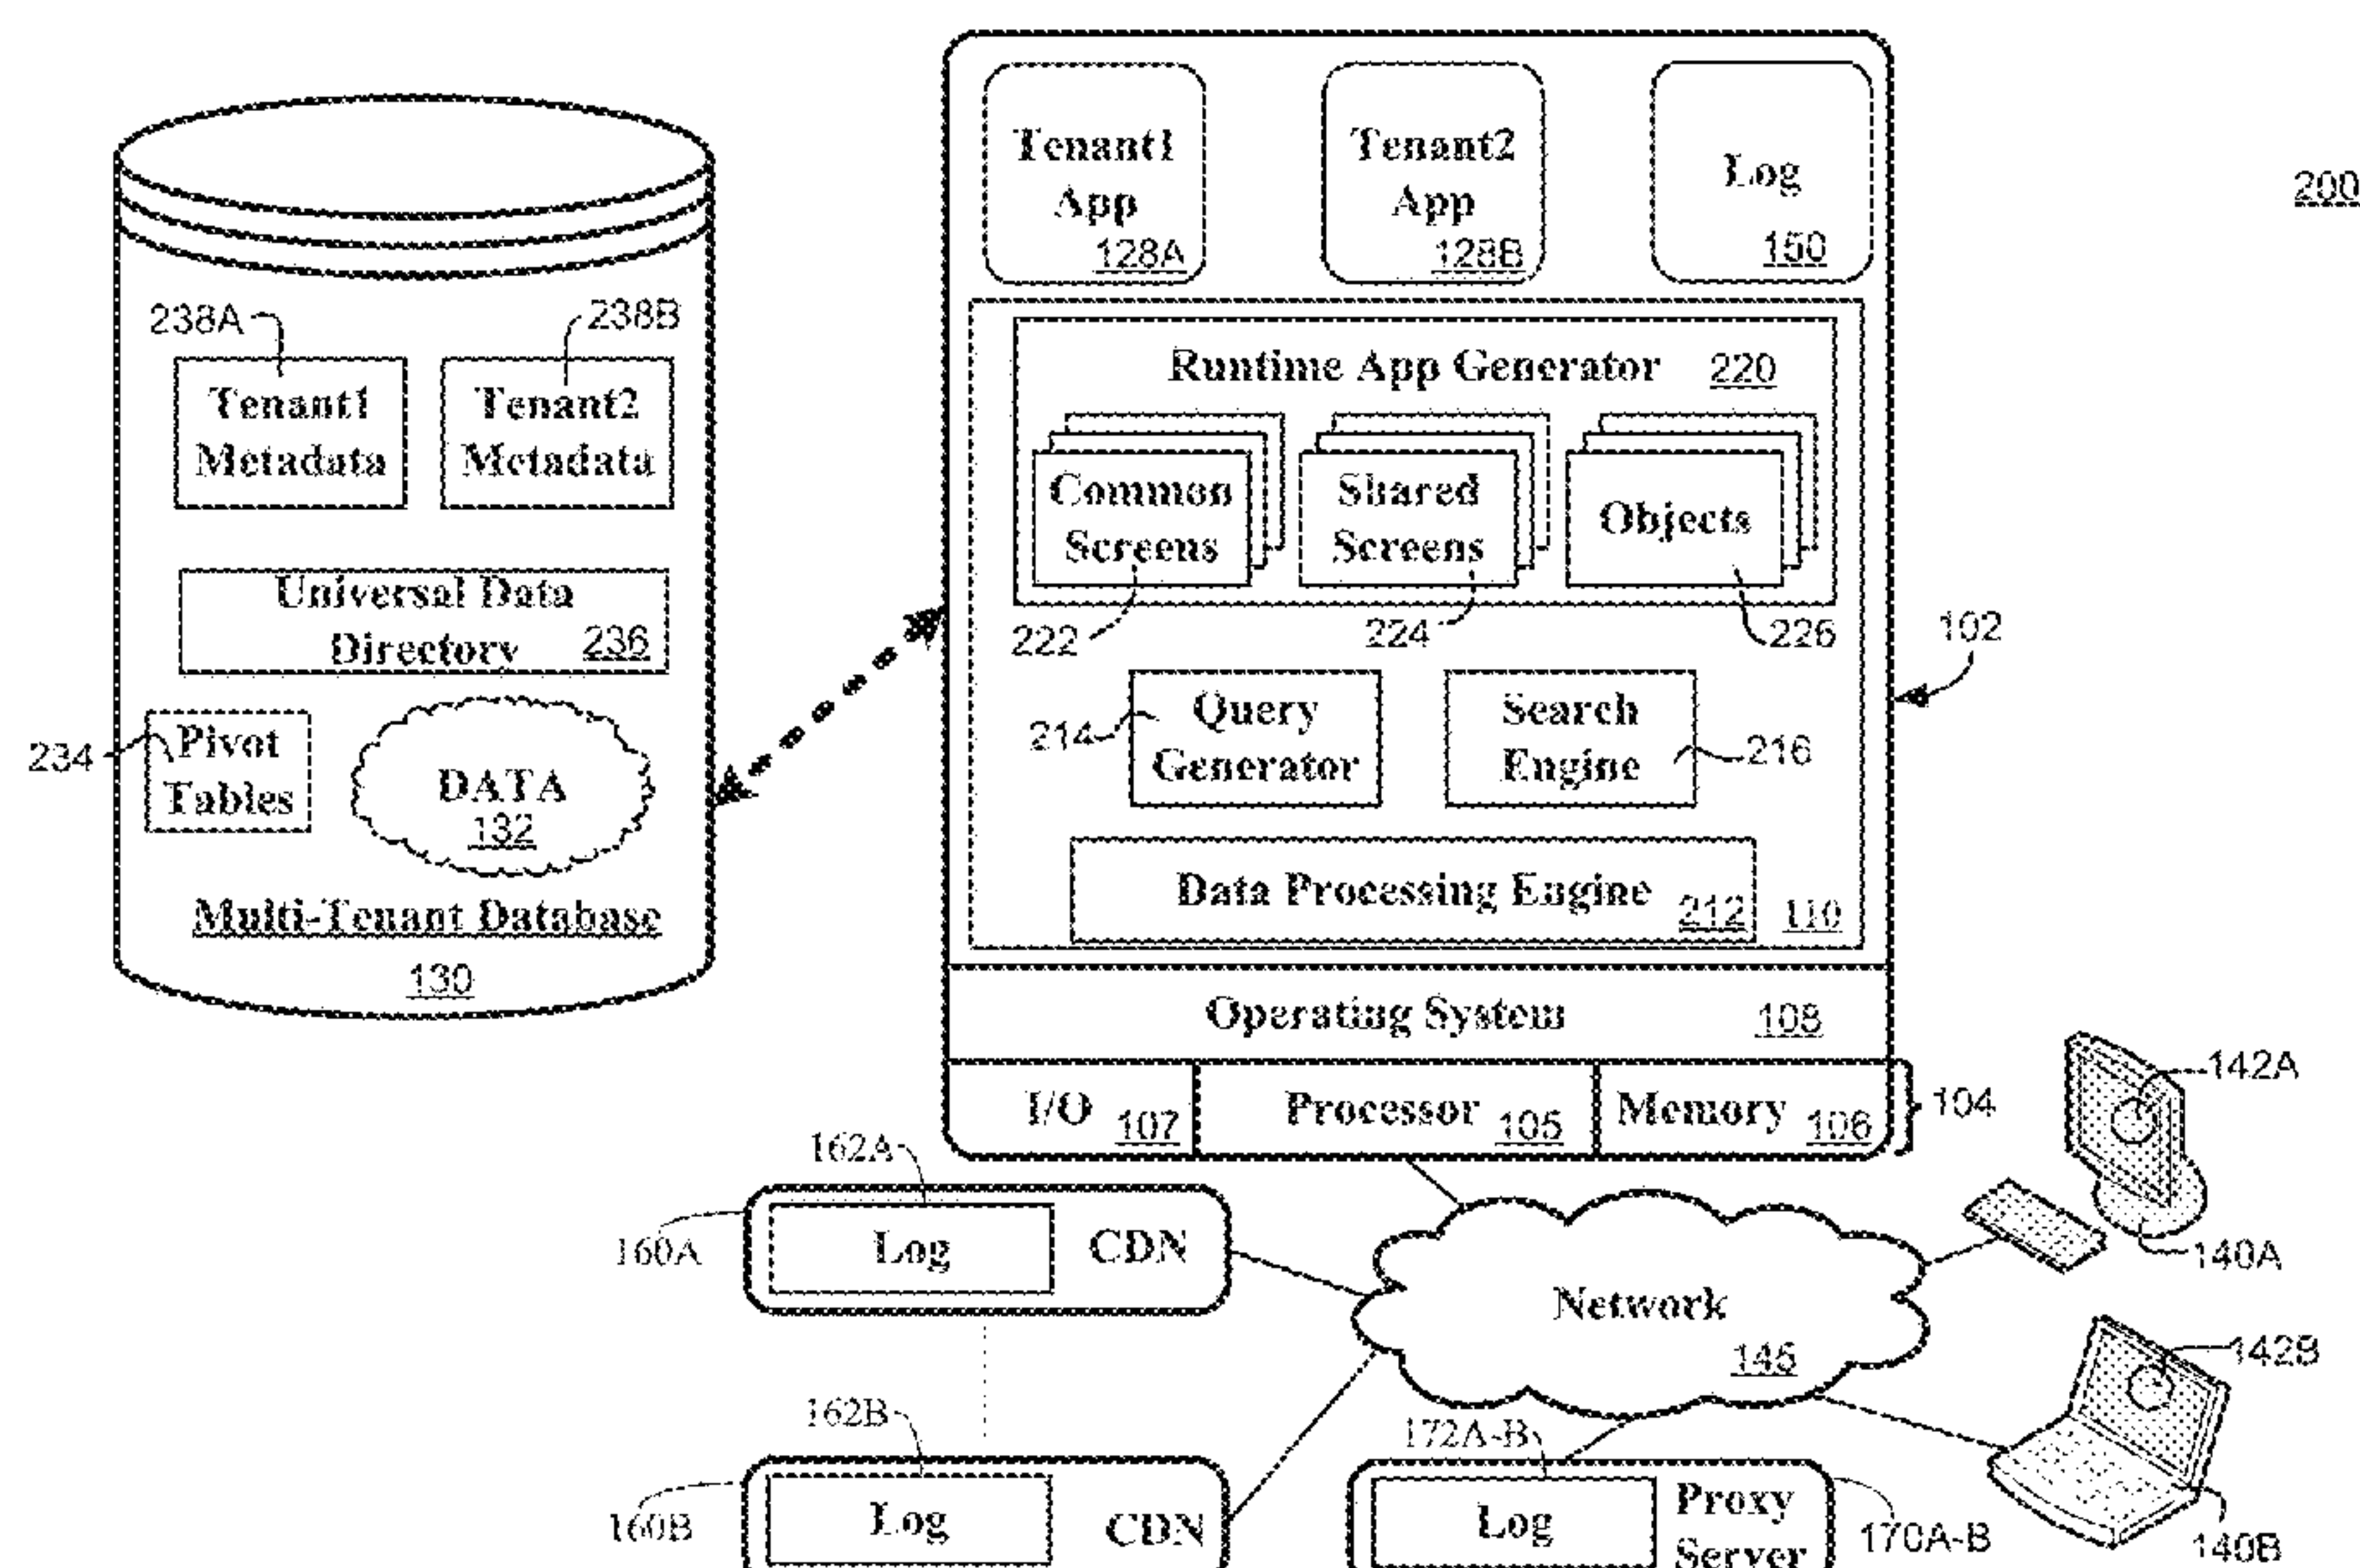 200
Tenant1
App
128A
Tenant2
App
128B
Log
150
238A
238B
Tenant1
Metadata
Tenant2
Metadata
Universal Data
Directory 236
234
Pivot
Tables
DATA
132
Multi-Tenant Database
130
Runtime App Generator 220
Common
Screens
Shared
Screens
Objects
222
224
226
102
214
Query
Generator
Search
Engine
216
Data Processing Engine 212
110
Operating System 108
I/O 107
Processor 105
Memory 106
104
142A
140A
162A
160A
Log
CDN
Network
145
142B
140B
162B
160B
Log
CDN
172A-B
Log
Proxy
Server
170A-B